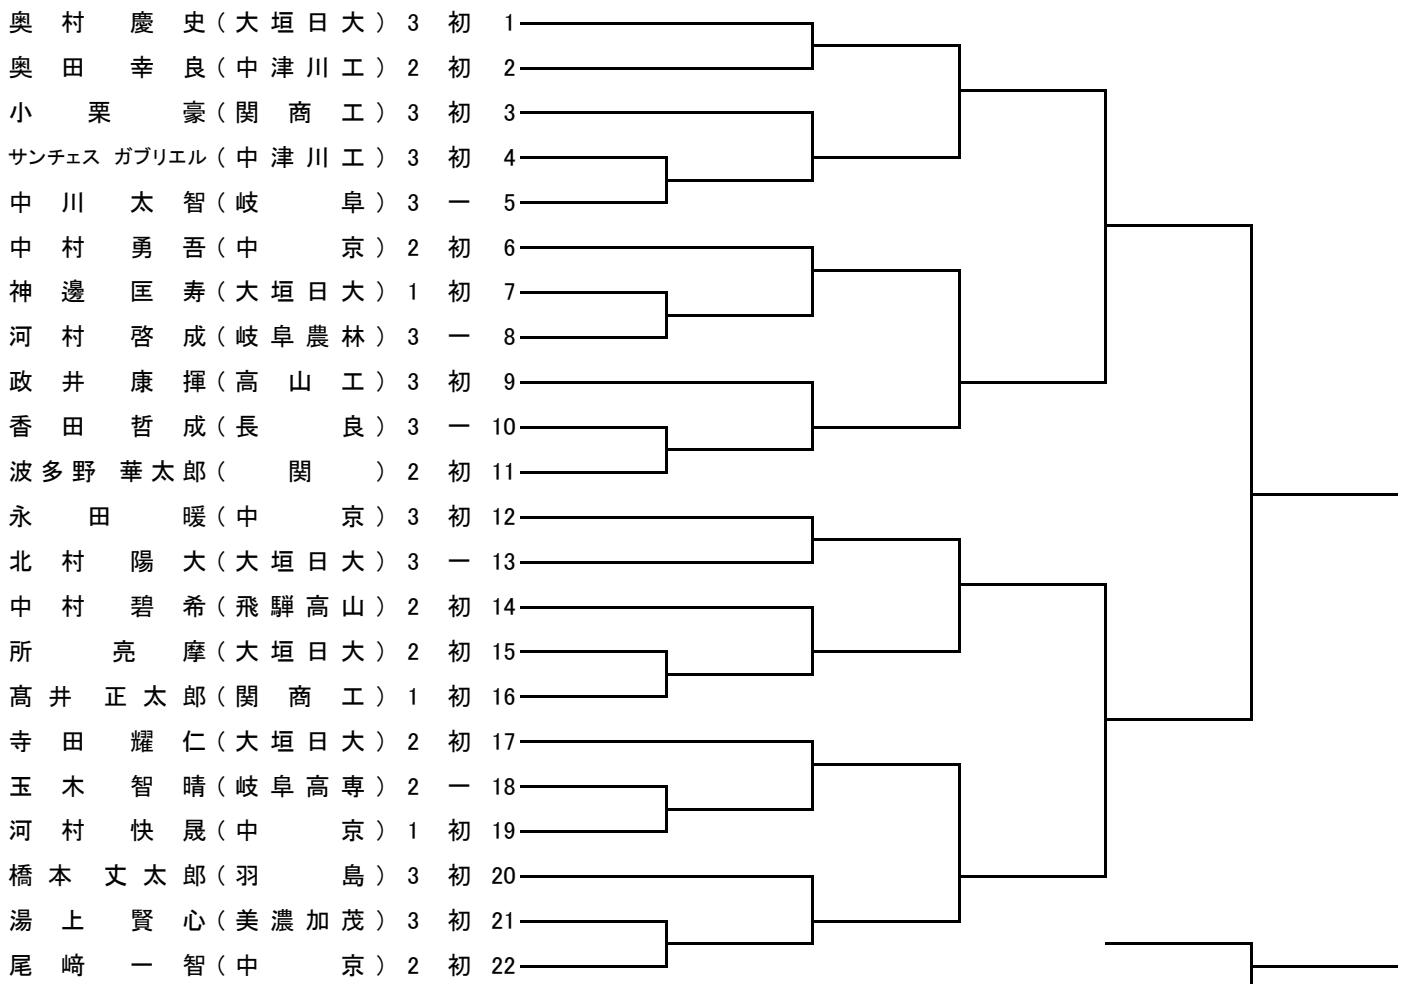 奥村 慶史(大垣日大) 3 初 1
奥田 幸良(中津川工) 2 初 2
小栗 豪(関商工) 3 初 3
サンチェス ガブリエル(中津川工) 3 初 4
中川 太智(岐阜) 3 一 5
中村 勇吾(中京) 2 初 6
神邊 匡寿(大垣日大) 1 初 7
河村 啓成(岐阜農林) 3 一 8
政井 康揮(高山工) 3 初 9
香田 哲成(長良) 3 一 10
波多野 華太郎(関) 2 初 11
永田 暖(中京) 3 初 12
北村 陽大(大垣日大) 3 一 13
中村 碧希(飛騨高山) 2 初 14
所 亮摩(大垣日大) 2 初 15
髙井 正太郎(関商工) 1 初 16
寺田 耀仁(大垣日大) 2 初 17
玉木 智晴(岐阜高専) 2 一 18
河村 快晟(中京) 1 初 19
橋本 丈太郎(羽島) 3 初 20
湯上 賢心(美濃加茂) 3 初 21
尾﨑 一智(中京) 2 初 22